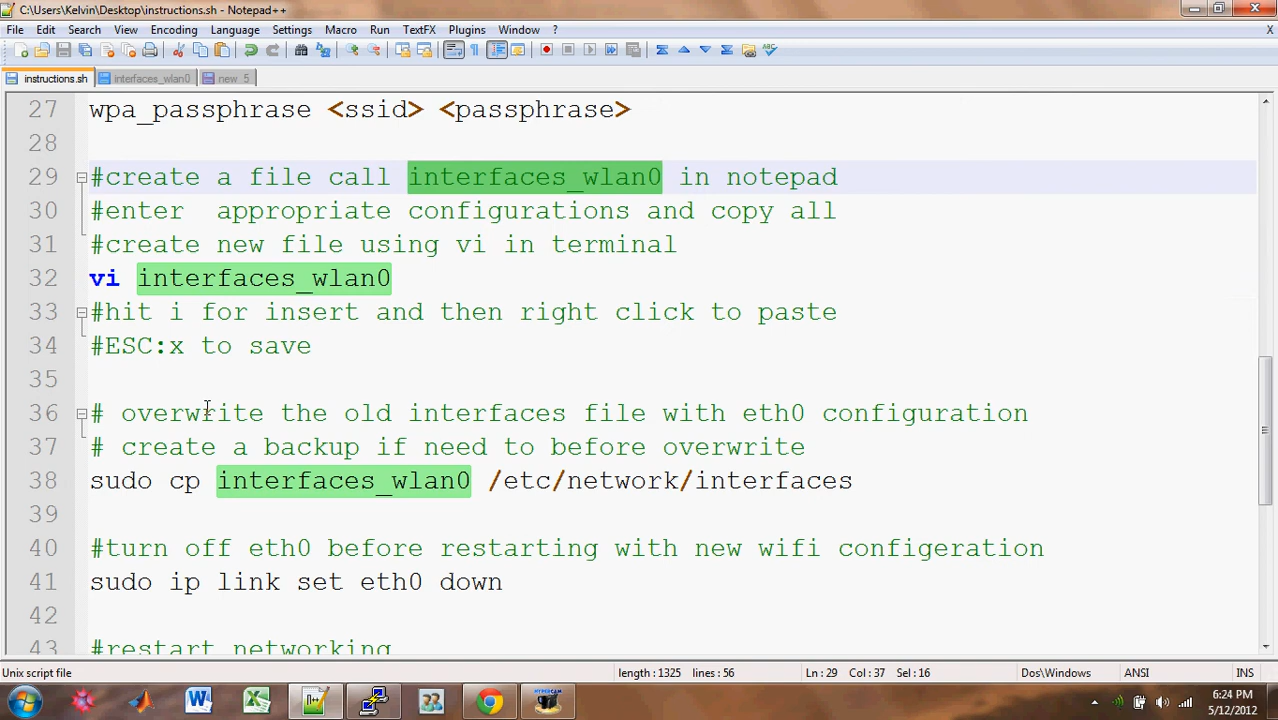 C:\Users\Kelvin\Desktop\instructions.sh - Notepad++
File Edit Search View Encoding Language Settings Macro Run TextFX Plugins Window ? X
instructions.sh interfaces_wlan0 new 5
27 wpa_passphrase <ssid> <passphrase>
28
29 #create a file call interfaces_wlan0 in notepad
30 #enter  appropriate configurations and copy all
31 #create new file using vi in terminal
32 vi interfaces_wlan0
33 #hit i for insert and then right click to paste
34 #ESC:x to save
35
36 # overwrite the old interfaces file with eth0 configuration
37 # create a backup if need to before overwrite
38 sudo cp interfaces_wlan0 /etc/network/interfaces
39
40 #turn off eth0 before restarting with new wifi configeration
41 sudo ip link set eth0 down
42
43 #restart networking
Unix script file length : 1325 lines : 56 Ln : 29 Col : 37 Sel : 16 Dos\Windows ANSI INS
6:24 PM
5/12/2012